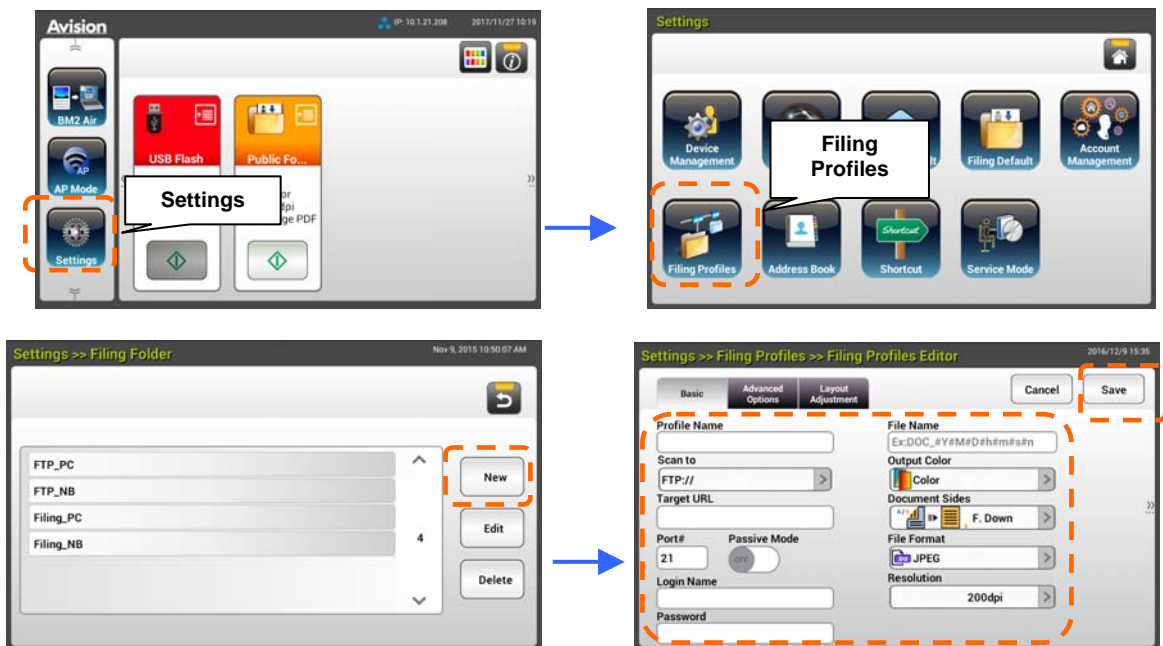 Avision
IP: 10.1.21.208
2017/11/27 10:19
BM2 Air
AP
AP Mode
Settings
USB Flash
Public Fo...
or
dpi
ge PDF
Settings
Settings
Device
Management
Filing Default
Account
Management
Filing
Profiles
Filing Profiles
Address Book
Shortcut
Shortcut
Service Mode
Settings >> Filing Folder
Nov 9, 2015 10:50:07 AM
FTP_PC
FTP_NB
Filing_PC
Filing_NB
4
New
Edit
Delete
Settings >> Filing Profiles >> Filing Profiles Editor
2016/12/9 15:35
Basic
Advanced
Options
Layout
Adjustment
Cancel
Save
Profile Name
Scan to
FTP://
Target URL
Port#
Passive Mode
21
OFF
Login Name
Password
File Name
Ex:DOC_#Y#M#D#h#m#s#n
Output Color
Color
Document Sides
F. Down
File Format
JPEG
Resolution
200dpi